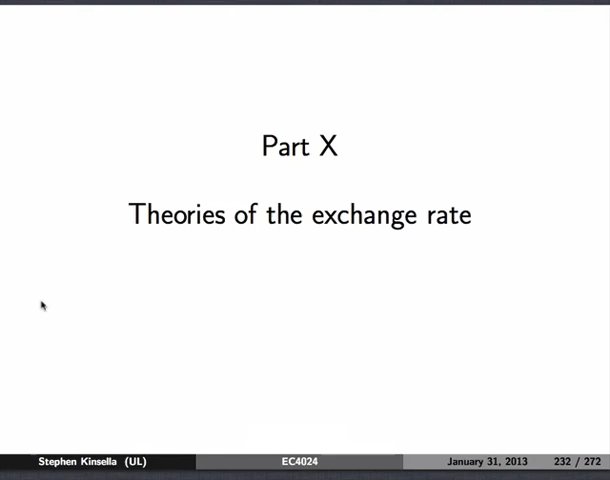 Part X
Theories of the exchange rate
Stephen Kinsella (UL) EC4024 January 31, 2013 232 / 272